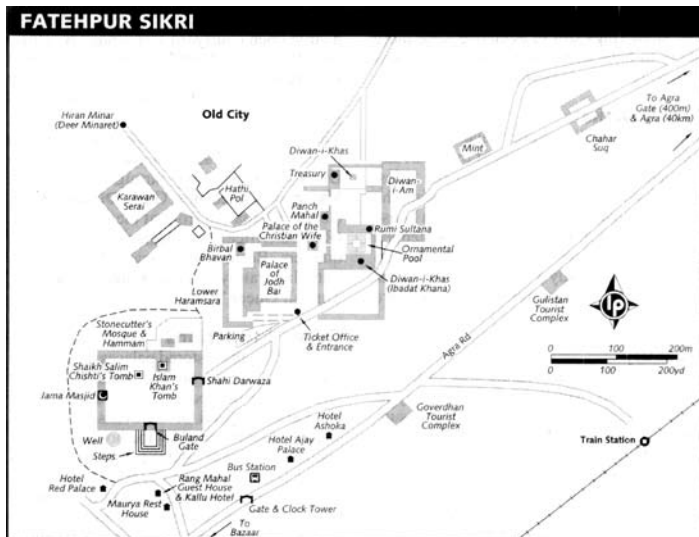 FATEHPUR SIKRI
Hiran Minar
(Deer Minaret)
Old City
To Agra
Gate (400m)
& Agra (40km)
Chahar
Suq
Mint
Diwan-i-Khas
Treasury
Diwan-
i-Am
Hathi
Pol
Karawan
Serai
Panch
Mahal
Palace of the
Christian Wife
Rumi Sultana
Ornamental
Pool
Birbal
Bhavan
Palace
of Jodh
Bai
Diwan-i-Khas
(Ibadat Khana)
Lower
Haramsara
Gulistan
Tourist
Complex
lp
Stonecutter's
Mosque &
Hammam
Parking
Ticket Office
& Entrance
Agra Rd
0 100 200m
0 100 200yd
Shaikh Salim
Chishti's Tomb
Islam
Khan's
Tomb
Shahi Darwaza
Jama Masjid
Goverdhan
Tourist
Complex
Hotel
Ashoka
Train Station
Well
Buland
Gate
Steps
Hotel Ajay
Palace
Bus Station
Hotel
Red Palace
Rang Mahal
Guest House
& Kallu Hotel
Maurya Rest
House
Gate & Clock Tower
To
Bazaar